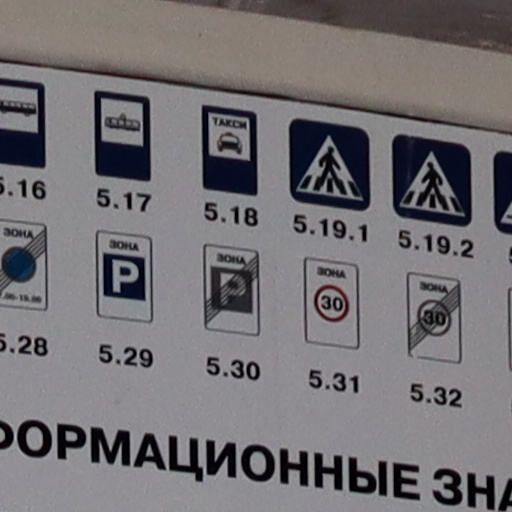 ТАКСИ
5.16 5.17 5.18 5.19.1 5.19.2
ЗОНА ЗОНА ЗОНА ЗОНА ЗОНА
P P 30 30
5.28 5.29 5.30 5.31 5.32
ФОРМАЦИОННЫЕ ЗНА